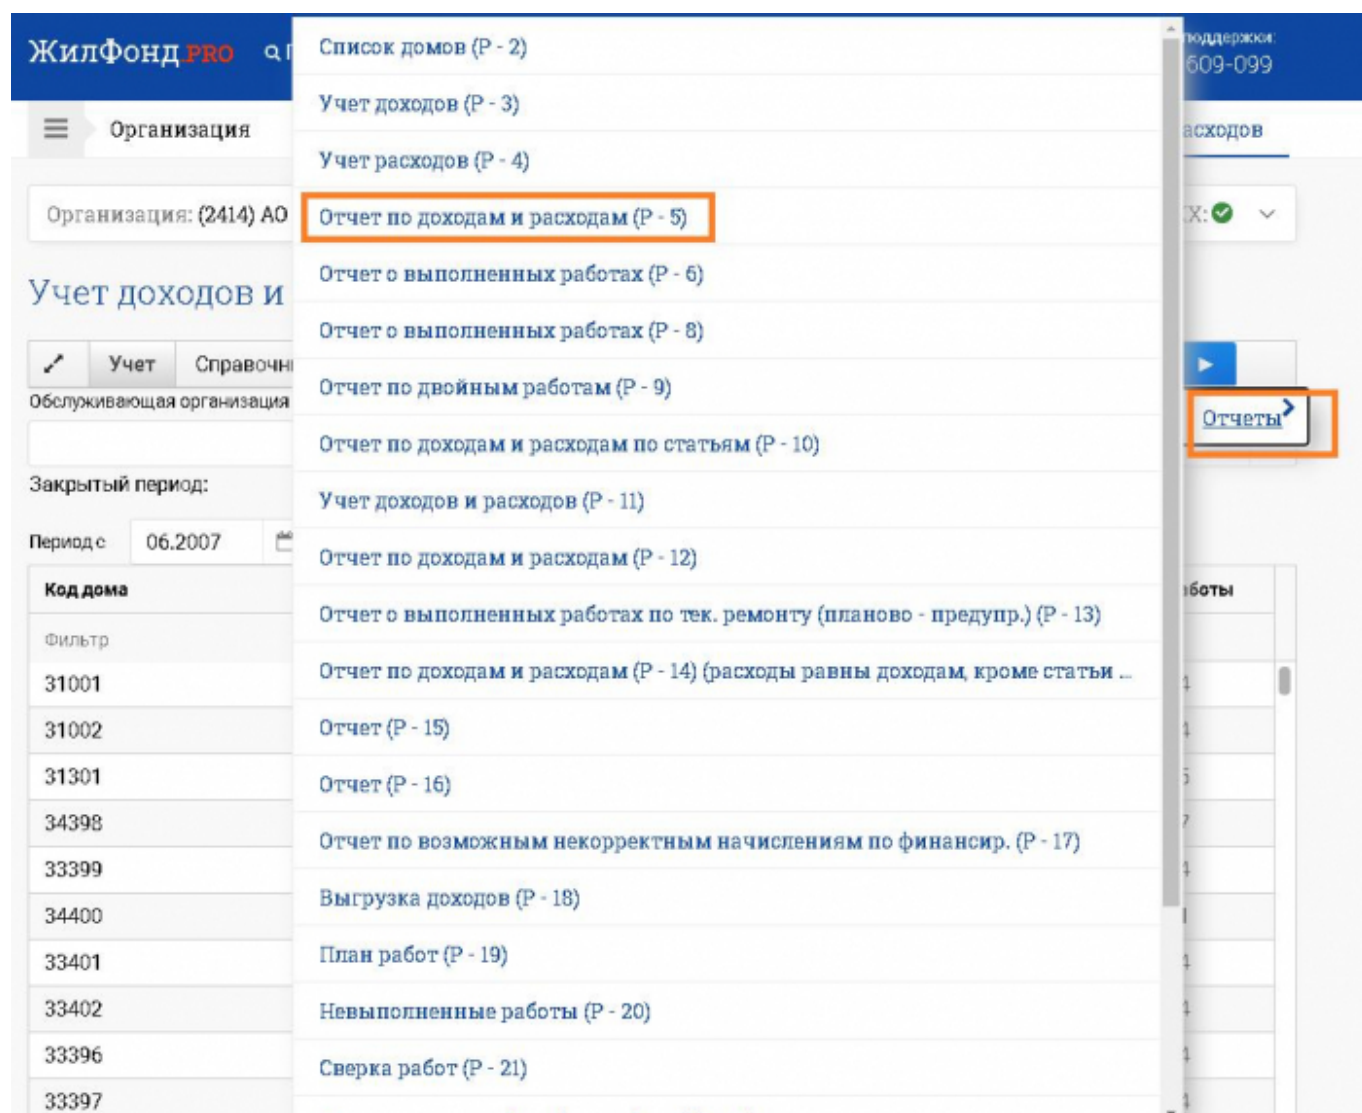 ЖилФонд.PRO
поддержки:
609-099
Организация
Организация: (2414) АО
Учет доходов и
Учет
Обслуживающая организация
Закрытый период:
Период с 06.2007
Код дома
Фильтр
31001
31002
31301
34398
33399
34400
33401
33402
33396
33397
Список домов (Р - 2)
Учет доходов (Р - 3)
Учет расходов (Р - 4)
Отчет по доходам и расходам (Р - 5)
Отчет о выполненных работах (Р - 6)
Отчет о выполненных работах (Р - 8)
Отчет по двойным работам (Р - 9)
Отчет по доходам и расходам по статьям (Р - 10)
Учет доходов и расходов (Р - 11)
Отчет по доходам и расходам (Р - 12)
Отчет о выполненных работах по тек. ремонту (планово - предупр.) (Р - 13)
Отчет по доходам и расходам (Р - 14) (расходы равны доходам, кроме статьи ...
Отчет (Р - 15)
Отчет (Р - 16)
Отчет по возможным некорректным начислениям по финансир. (Р - 17)
Выгрузка доходов (Р - 18)
План работ (Р - 19)
Невыполненные работы (Р - 20)
Сверка работ (Р - 21)
Отчеты